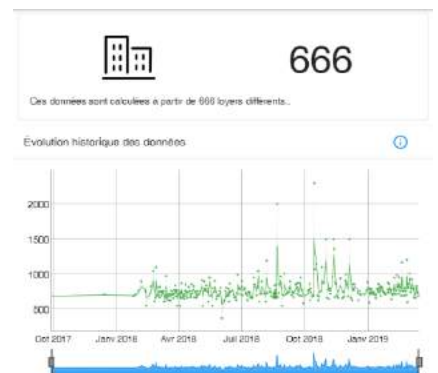 666
Ces données sont calculées à partir de 666 loyers différents..
Évolution historique des données
2000
1500
1000
500
Oct 2017 Janv 2018 Avr 2018 Juil 2018 Oct 2018 Janv 2019